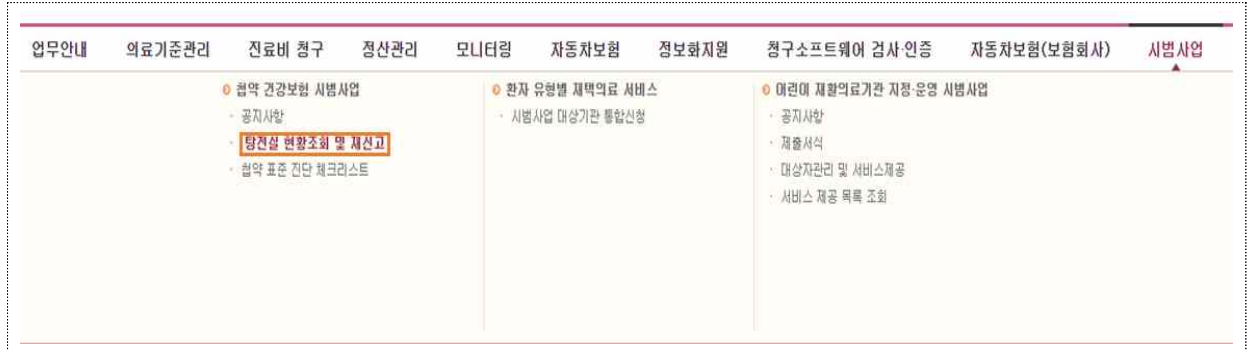 업무안내 의료기준관리 진료비 청구 정산관리 모니터링 자동차보험 정보화지원 청구소프트웨어 검사·인증 자동차보험(보험회사) 시범사업
첩약 건강보험 시범사업
· 공지사항
· 탕전실 현황조회 및 재신고
· 첩약 표준 진단 체크리스트
환자 유형별 재택의료 서비스
· 시범사업 대상기관 통합신청
어린이 재활의료기관 지정·운영 시범사업
· 공지사항
· 제출서식
· 대상자관리 및 서비스제공
· 서비스 제공 목록 조회